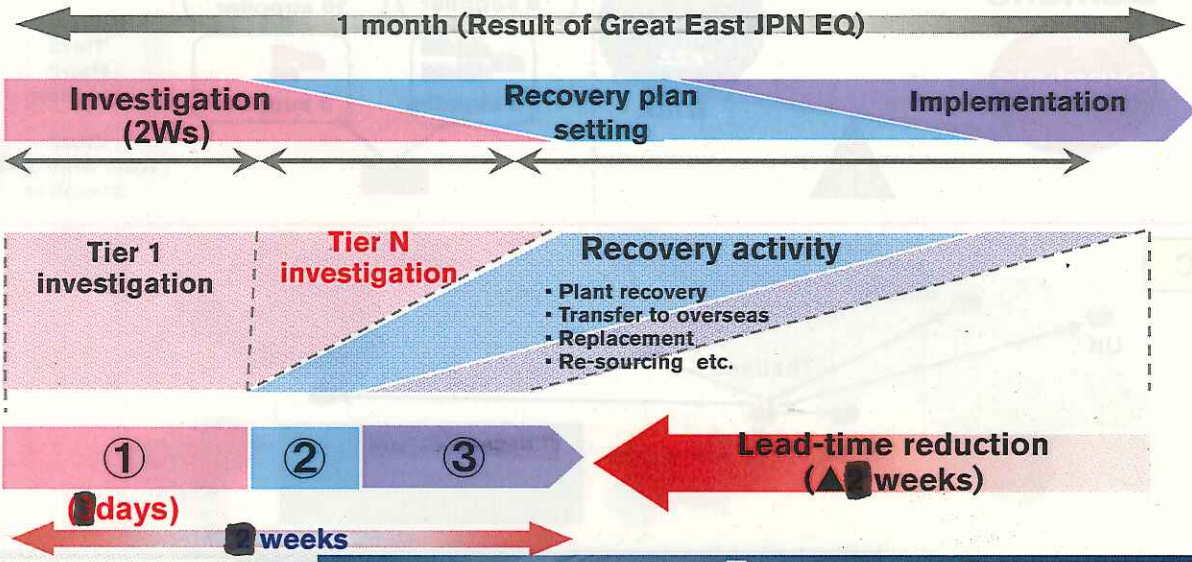 1 month (Result of Great East JPN EQ)
Investigation
(2Ws)
Recovery plan
setting
Implementation
Tier 1
investigation
Tier N
investigation
Recovery activity
▪ Plant recovery
▪ Transfer to overseas
▪ Replacement
▪ Re-sourcing etc.
①
②
③
Lead-time reduction
(▲2 weeks)
days)
2 weeks